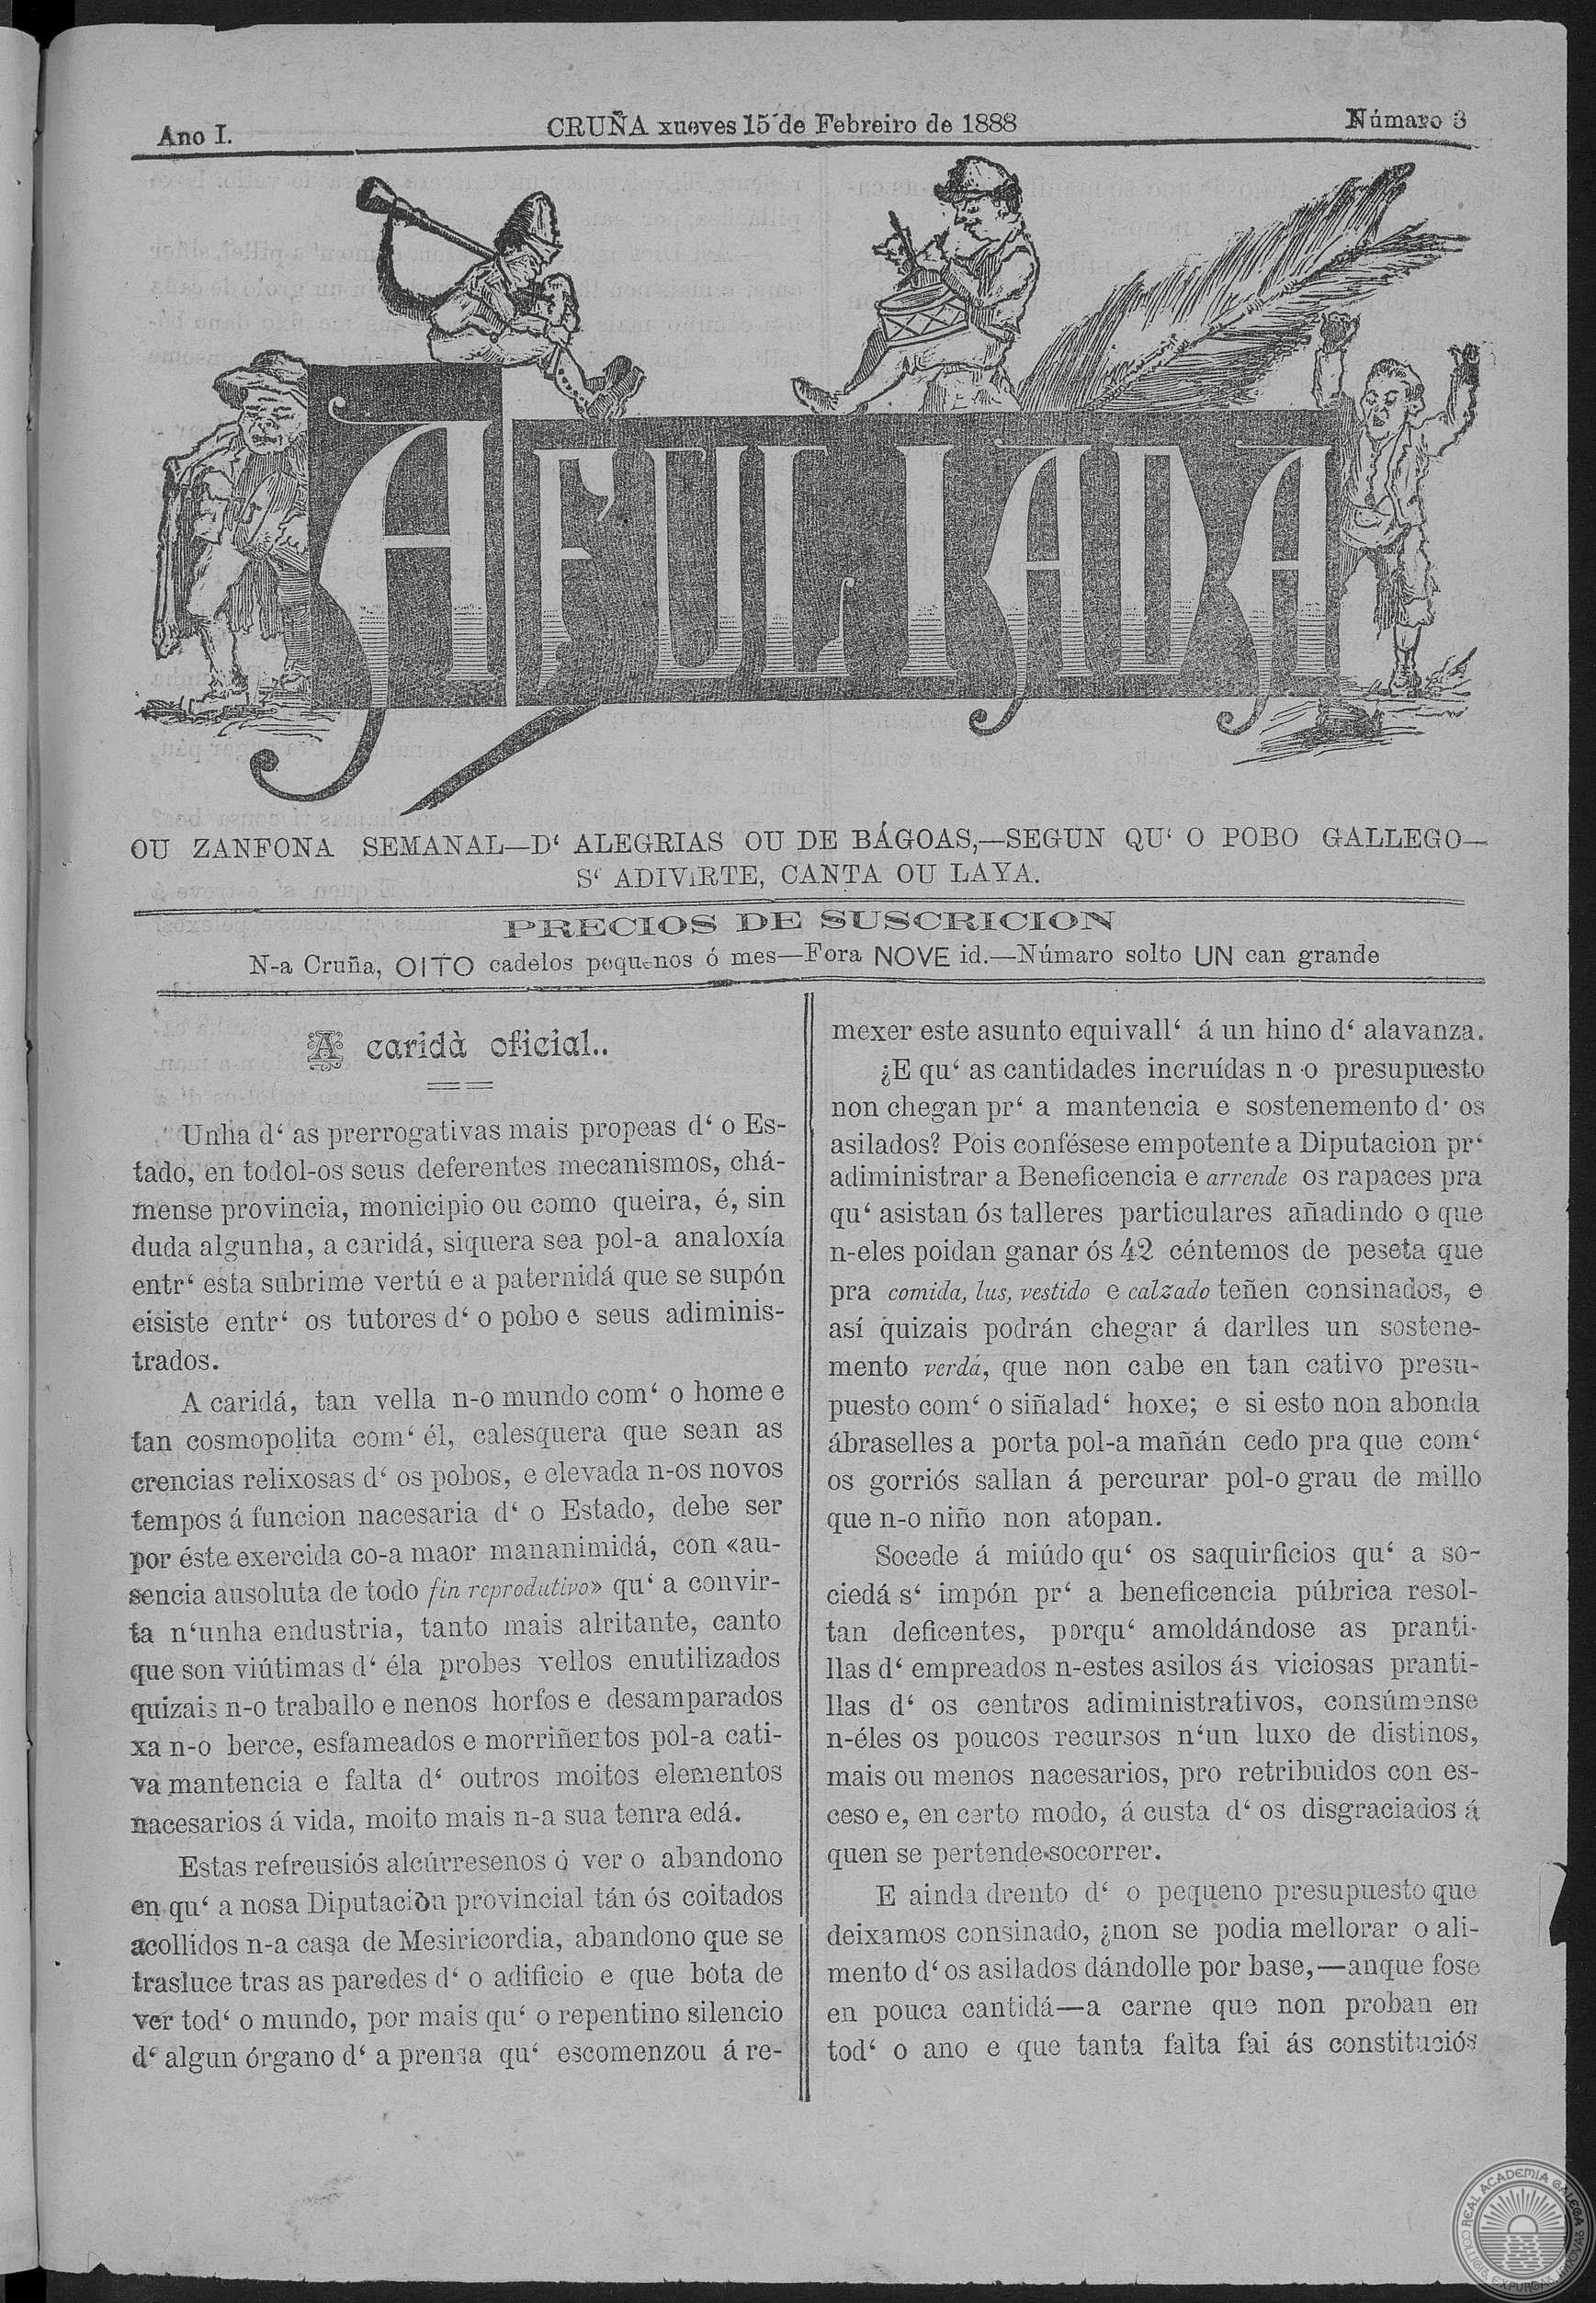 Ano I.
CRUÑA xueves 15 de Febreiro de 1888
Númaro 3
A FULIADA
OU ZANFONA SEMANAL—D‘ ALEGRIAS OU DE BÁGOAS,—SEGUN QU‘ O POBO GALLEGO—
S‘ ADIViRTE, CANTA OU LAYA.
PRECIOS DE SUSCRICION
N-a Cruña, OITO cadelos pequenos ó mes—Fora NOVE id.—Númaro solto UN can grande
A caridà oficial..
Unha d‘ as prerrogativas mais propeas d‘ o Es-
tado, en todol-os seus deferentes mecanismos, chá-
mense provincia, monicipio ou como queira, é, sin
duda algunha, a caridá, siquera sea pol-a analoxía
entr‘ esta subrime vertú e a paternidá que se supón
eisiste entr‘ os tutores d‘ o pobo e seus adiminis-
trados.
A caridá, tan vella n-o mundo com‘ o home e
tan cosmopolita com‘ él, calesquera que sean as
crencias relixosas d‘ os pobos, e elevada n-os novos
tempos á funcion nacesaria d‘ o Estado, debe ser
por éste exercida co-a maor mananimidá, con «au-
sencia ausoluta de todo fin reprodutivo» qu‘ a convir-
ta n‘unha endustria, tanto mais alritante, canto
que son viútimas d‘ éla probes vellos enutilizados
quizais n-o traballo e nenos horfos e desamparados
xa n-o berce, esfameados e morriñentos pol-a cati-
va mantencia e falta d‘ outros moitos elementos
nacesarios á vida, moito mais n-a sua tenra edá.
Estas refreusiós alcúrresenos ó ver o abandono
en qu‘ a nosa Diputaciòn provincial tán ós coitados
acollidos n-a casa de Mesiricordia, abandono que se
trasluce tras as paredes d‘ o adificio e que bota de
ver tod‘ o mundo, por mais qu‘ o repentino silencio
d‘ algun órgano d‘ a prensa qu‘ escomenzou á re-
mexer este asunto equivall‘ á un hino d‘ alavanza.
¿E qu‘ as cantidades incruídas n-o presupuesto
non chegan pr‘ a mantencia e sostenemento d‘ os
asilados? Pois confésese empotente a Diputacion pr‘
adiministrar a Beneficencia e arrende os rapaces pra
qu‘ asistan ós talleres particulares añadindo o que
n-eles poidan ganar ós 42 céntemos de peseta que
pra comida, lus, vestido e calzado teñen consinados, e
así quizais podrán chegar á darlles un sostene-
mento verdá, que non cabe en tan cativo presu-
puesto com‘ o siñalad‘ hoxe; e si esto non abonda
ábraselles a porta pol-a mañán cedo pra que com‘
os gorriós sallan á percurar pol-o grau de millo
que n-o niño non atopan.
Socede á miúdo qu‘ os saquirficios qu‘ a so-
ciedá s‘ impón pr‘ a beneficencia púbrica resol-
tan deficentes, porqu‘ amoldándose as pranti-
llas d‘ empreados n-estes asilos ás viciosas pranti-
llas d‘ os centros adiministrativos, consúmense
n-éles os poucos recursos n‘un luxo de distinos,
mais ou menos nacesarios, pro retribuidos con es-
ceso e, en certo modo, á custa d‘ os disgraciados á
quen se pertende socorrer.
E ainda drento d‘ o pequeno presupuesto que
deixamos consinado, ¿non se podia mellorar o ali-
mento d‘ os asilados dándolle por base,—anque fose
en pouca cantidá—a carne que non proban en
tod‘ o ano e que tanta falta fai ás constituciós
REAL ACADEMIA GALEGA